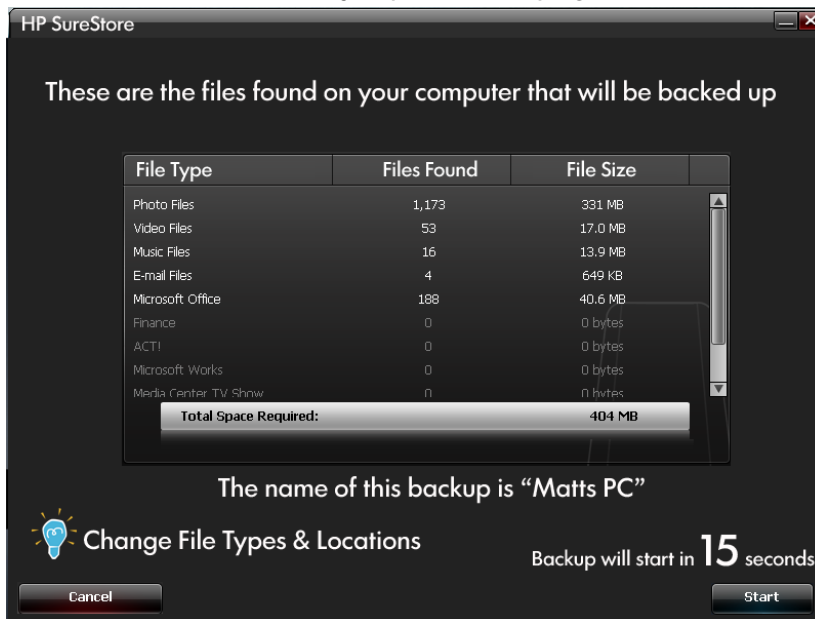 HP SureStore
These are the files found on your computer that will be backed up
File Type Files Found File Size
Photo Files 1,173 331 MB
Video Files 53 17.0 MB
Music Files 16 13.9 MB
E-mail Files 4 649 KB
Microsoft Office 188 40.6 MB
Finance 0 0 bytes
ACT! 0 0 bytes
Microsoft Works 0 0 bytes
Media Center TV Show 0 0 bytes
Total Space Required: 404 MB
The name of this backup is “Matts PC”
Change File Types & Locations
Backup will start in 15 seconds
Cancel Start